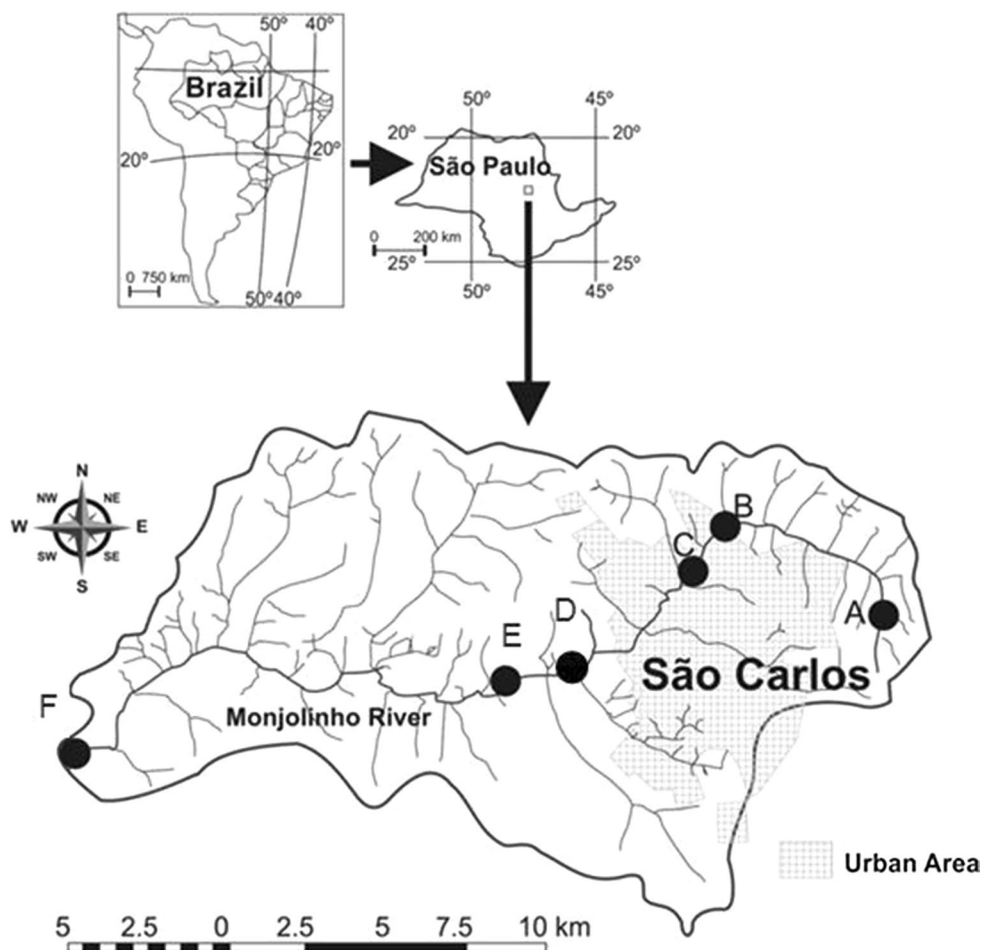 50º 40º
Brazil
20º
20º
0 750 km
50º40º
50º 45º
20º 20º
São Paulo
0 200 km
25º 25º
50º 45º
N
NW NE
W E
SW SE
S
B
C
A
D
E
São Carlos
F
Monjolinho River
Urban Area
5 2.5 0 2.5 5 7.5 10 km